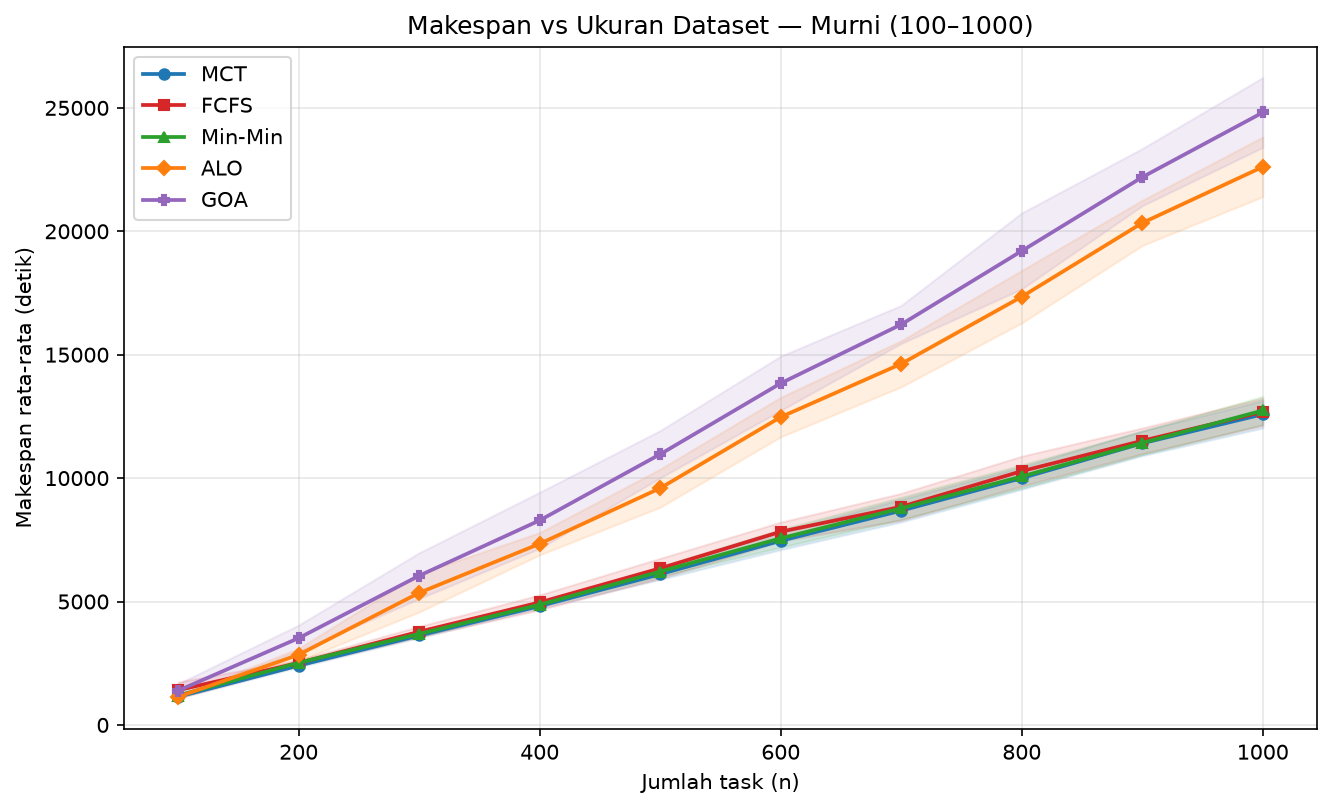 Makespan vs Ukuran Dataset — Murni (100–1000)
MCT
FCFS
Min-Min
ALO
GOA
Makespan rata-rata (detik)
25000
20000
15000
10000
5000
0
200 400 600 800 1000
Jumlah task (n)